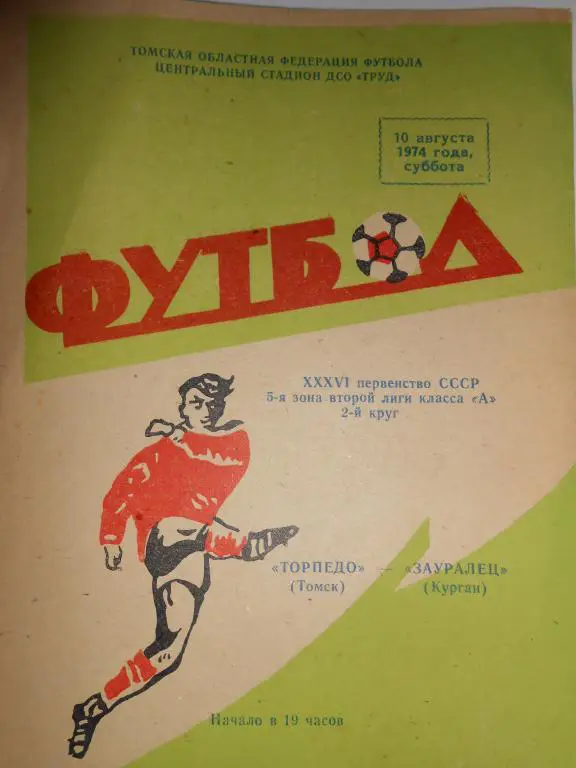 ТОМСКАЯ ОБЛАСТНАЯ ФЕДЕРАЦИЯ ФУТБОЛА
ЦЕНТРАЛЬНЫЙ СТАДИОН ДСО «ТРУД»
10 августа
1974 года,
суббота
ФУТБОЛ
XXXVI первенство СССР
5-я зона второй лиги класса «А»
2-й круг
«ТОРПЕДО» — «ЗАУРАЛЕЦ»
(Томск) (Курган)
Начало в 19 часов